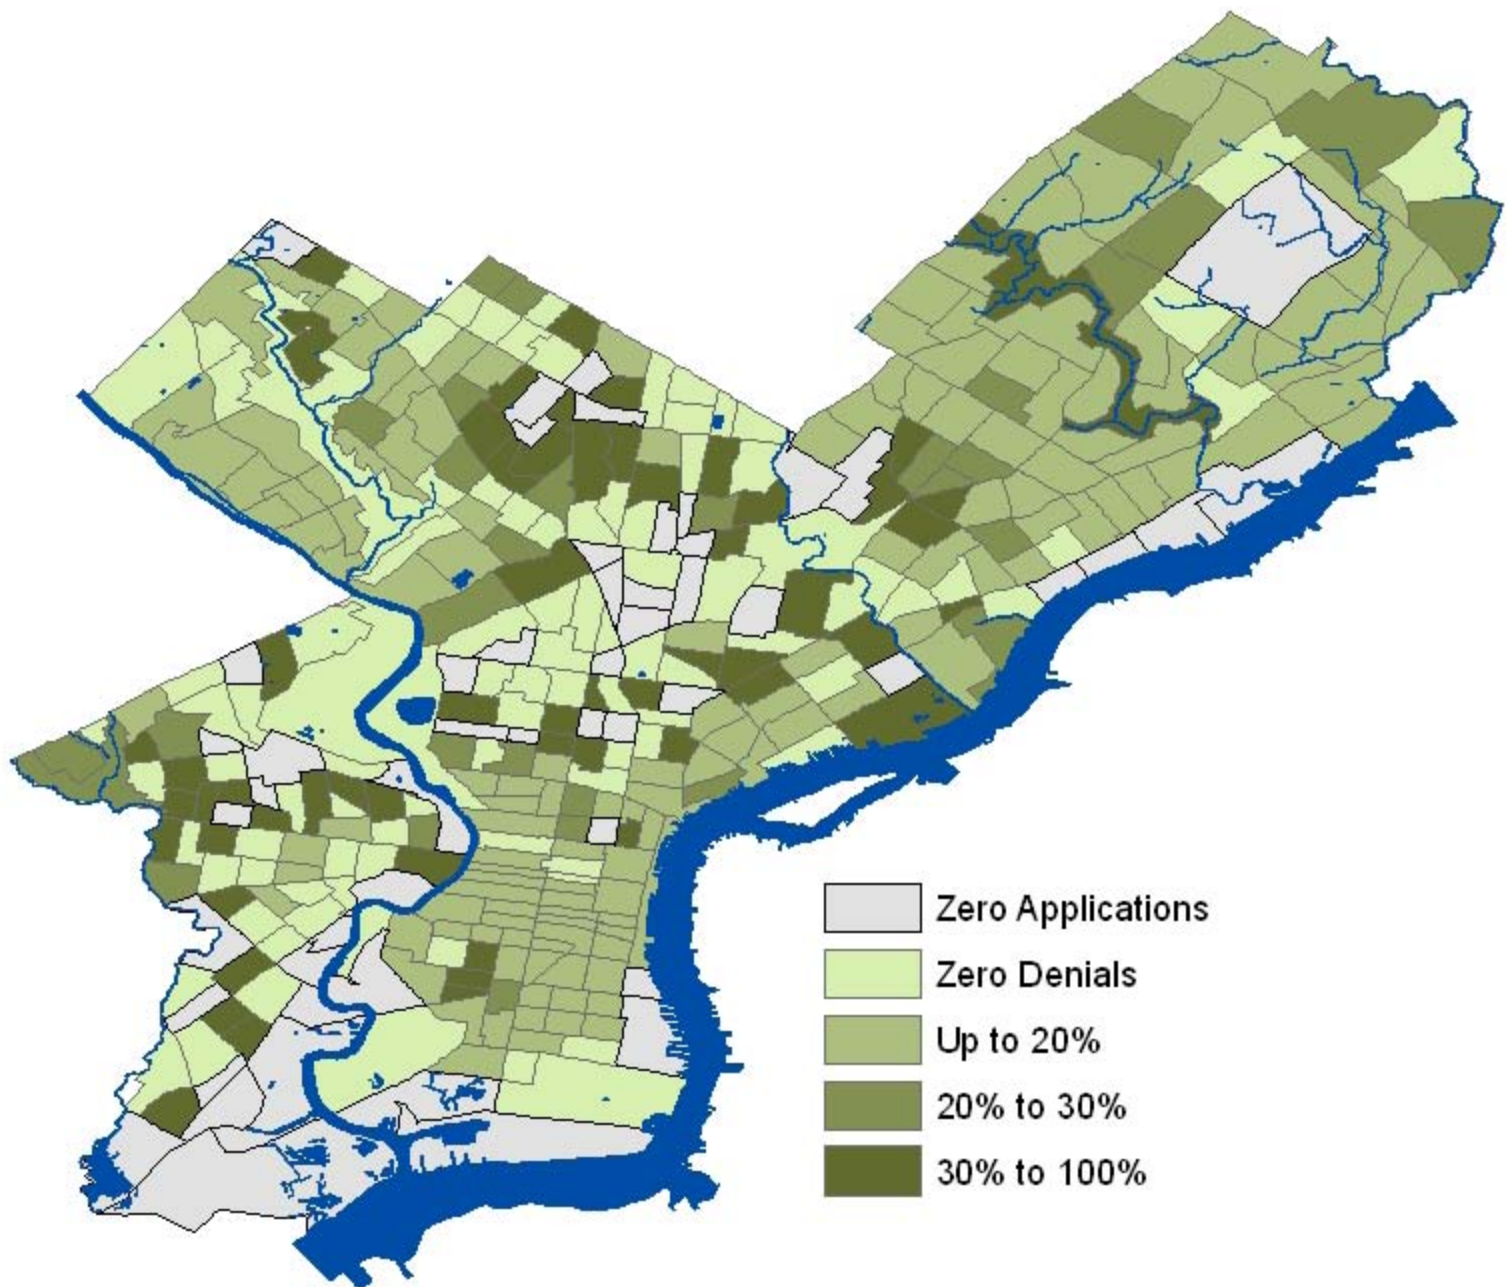 Zero Applications
Zero Denials
Up to 20%
20% to 30%
30% to 100%